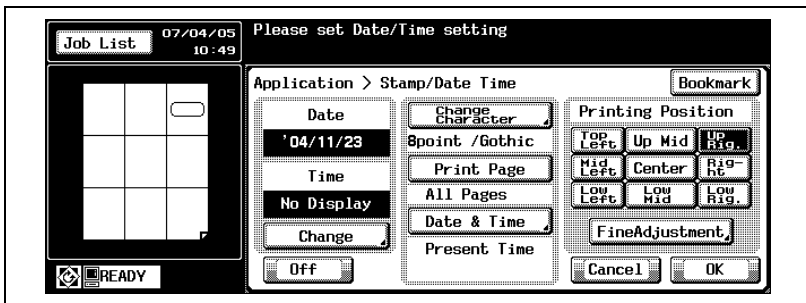 Job List
07/04/05
10:49
Please set Date/Time setting
Application > Stamp/Date Time
Bookmark
Date
'04/11/23
Time
No Display
Change
Off
Change
Character
8point /Gothic
Print Page
All Pages
Date & Time
Present Time
Printing Position
Top
Left
Up Mid
Up
Rig.
Mid
Left
Center
Rig-
ht
Low
Left
Low
Mid
Low
Rig.
FineAdjustment
Cancel
OK
READY